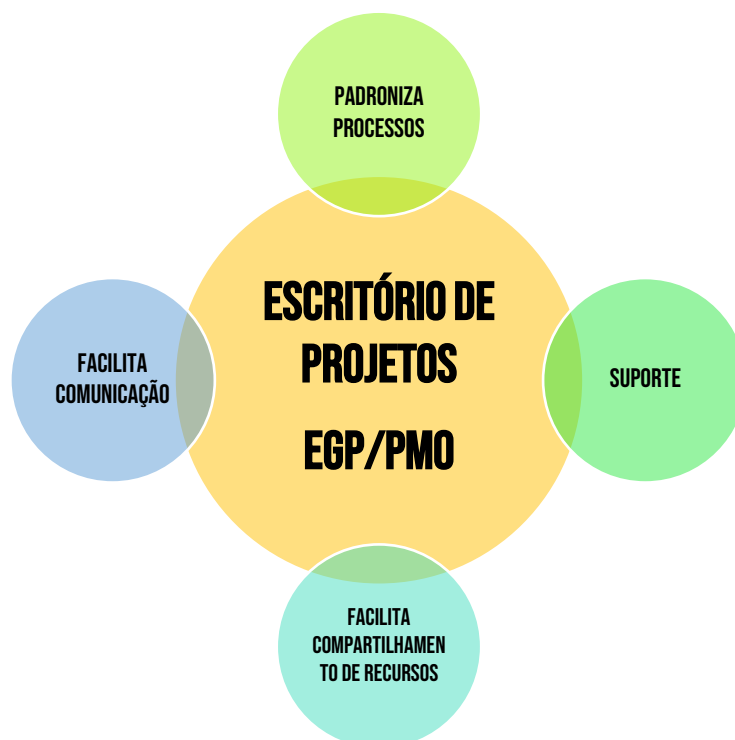 PADRONIZA
PROCESSOS
ESCRITÓRIO DE
PROJETOS
EGP/PMO
FACILITA
COMUNICAÇÃO
SUPORTE
FACILITA
COMPARTILHAMEN
TO DE RECURSOS